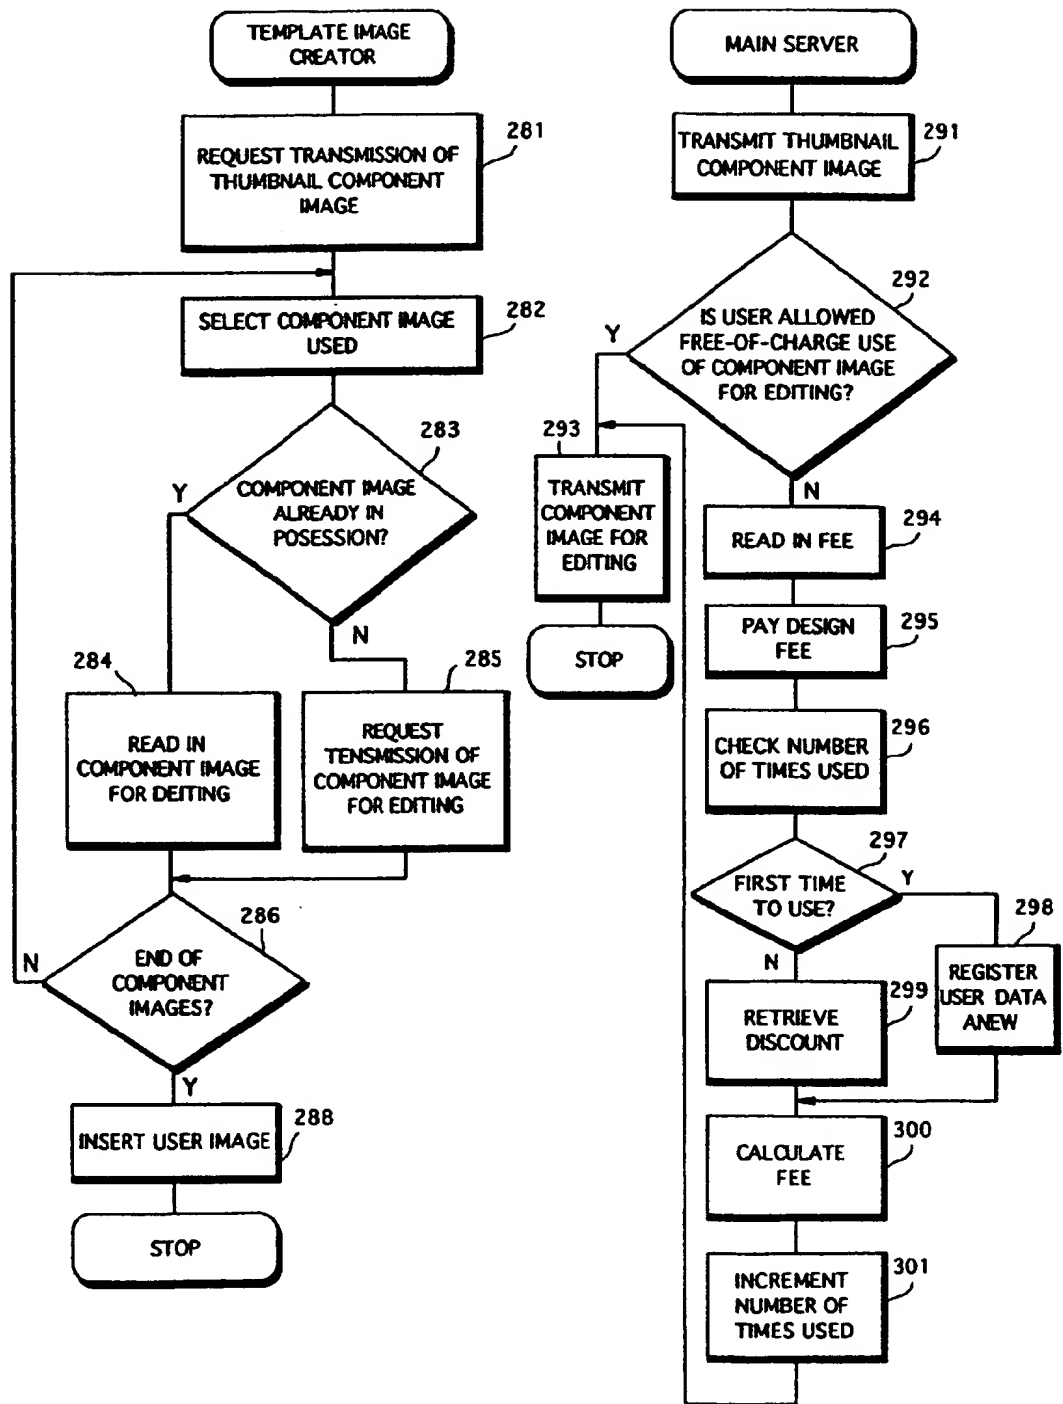 TEMPLATE IMAGE
CREATOR
281
REQUEST TRANSMISSION OF
THUMBNAIL COMPONENT
IMAGE
282
SELECT COMPONENT IMAGE
USED
283
COMPONENT IMAGE
ALREADY IN
POSESSION?
Y
N
284
READ IN
COMPONENT IMAGE
FOR DEITING
285
REQUEST
TENSMISSION OF
COMPONENT IMAGE
FOR EDITING
286
END OF
COMPONENT
IMAGES?
N
Y
288
INSERT USER IMAGE
STOP
MAIN SERVER
291
TRANSMIT THUMBNAIL
COMPONENT IMAGE
292
IS USER ALLOWED
FREE-OF-CHARGE USE
OF COMPONENT IMAGE
FOR EDITING?
Y
N
293
TRANSMIT
COMPONENT
IMAGE FOR
EDITING
STOP
294
READ IN FEE
295
PAY DESIGN
FEE
296
CHECK NUMBER
OF TIMES USED
297
FIRST TIME
TO USE?
Y
N
298
REGISTER
USER DATA
ANEW
299
RETRIEVE
DISCOUNT
300
CALCULATE
FEE
301
INCREMENT
NUMBER OF
TIMES USED